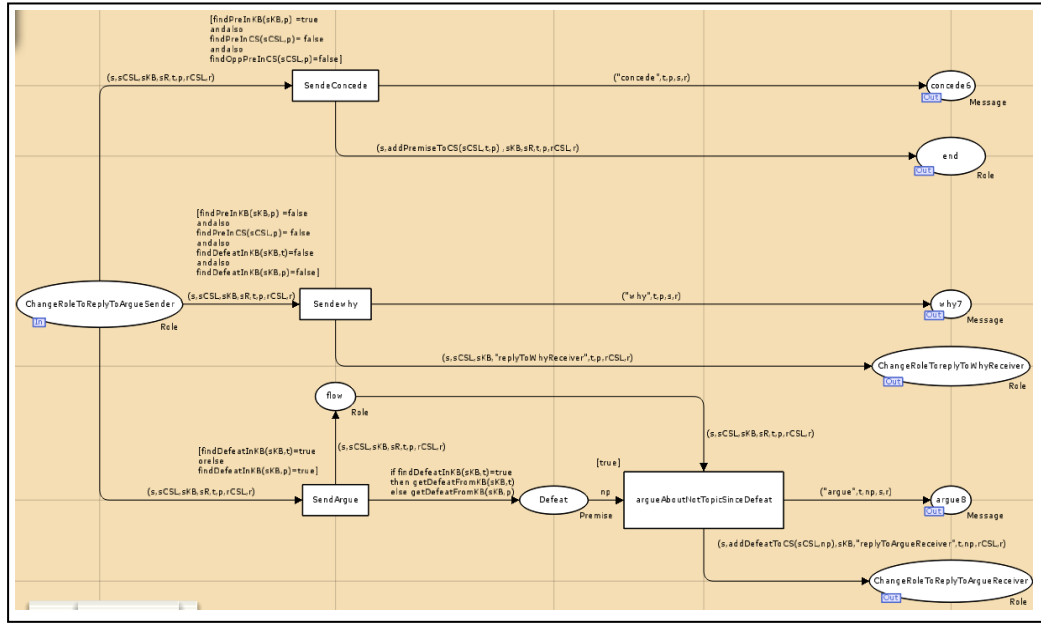 [findPreInKB(sKB,p) =true
andalso
findPreInCS(sCSL,p)= false
andalso
findOppPreInCS(sCSL,p)=false]
(s,sCSL,sKB,sR,t,p,rCSL,r)
SendeConcede
("concede",t,p,s,r)
concede6
Out
Message
(s,addPremiseToCS(sCSL,t,p) ,sKB,sR,t,p,rCSL,r)
end
Out
Role
[findPreInKB(sKB,p) =false
andalso
findPreInCS(sCSL,p)= false
andalso
findDefeatInKB(sKB,t)=false
andalso
findDefeatInKB(sKB,p)=false]
ChangeRoleToReplyToArgueSender
In
Role
(s,sCSL,sKB,sR,t,p,rCSL,r)
Sendewhy
("why",t,p,s,r)
why7
Out
Message
(s,sCSL,sKB,"replyToWhyReceiver",t,p,rCSL,r)
ChangeRoleToreplyToWhyReceiver
Out
Role
flow
Role
[findDefeatInKB(sKB,t)=true
orelse
findDefeatInKB(sKB,p)=true]
(s,sCSL,sKB,sR,t,p,rCSL,r)
(s,sCSL,sKB,sR,t,p,rCSL,r)
(s,sCSL,sKB,sR,t,p,rCSL,r)
SendArgue
if findDefeatInKB(sKB,t)=true
then getDefeatFromKB(sKB,t)
else getDefeatFromKB(sKB,p)
Defeat
Premise
np
[true]
argueAboutNotTopicSinceDefeat
("argue",t,np,s,r)
argue8
Out
Message
(s,addDefeatToCS(sCSL,np),sKB,"replyToArgueReceiver",t,np,rCSL,r)
ChangeRoleToReplyToArgueReceiver
Out
Role